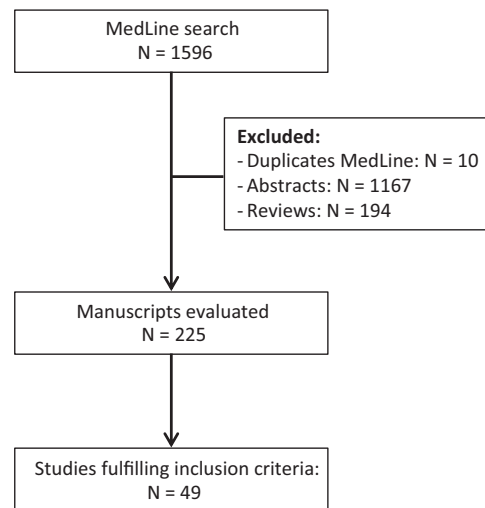 MedLine search
N = 1596
Excluded:
- Duplicates MedLine: N = 10
- Abstracts: N = 1167
- Reviews: N = 194
Manuscripts evaluated
N = 225
Studies fulfilling inclusion criteria:
N = 49